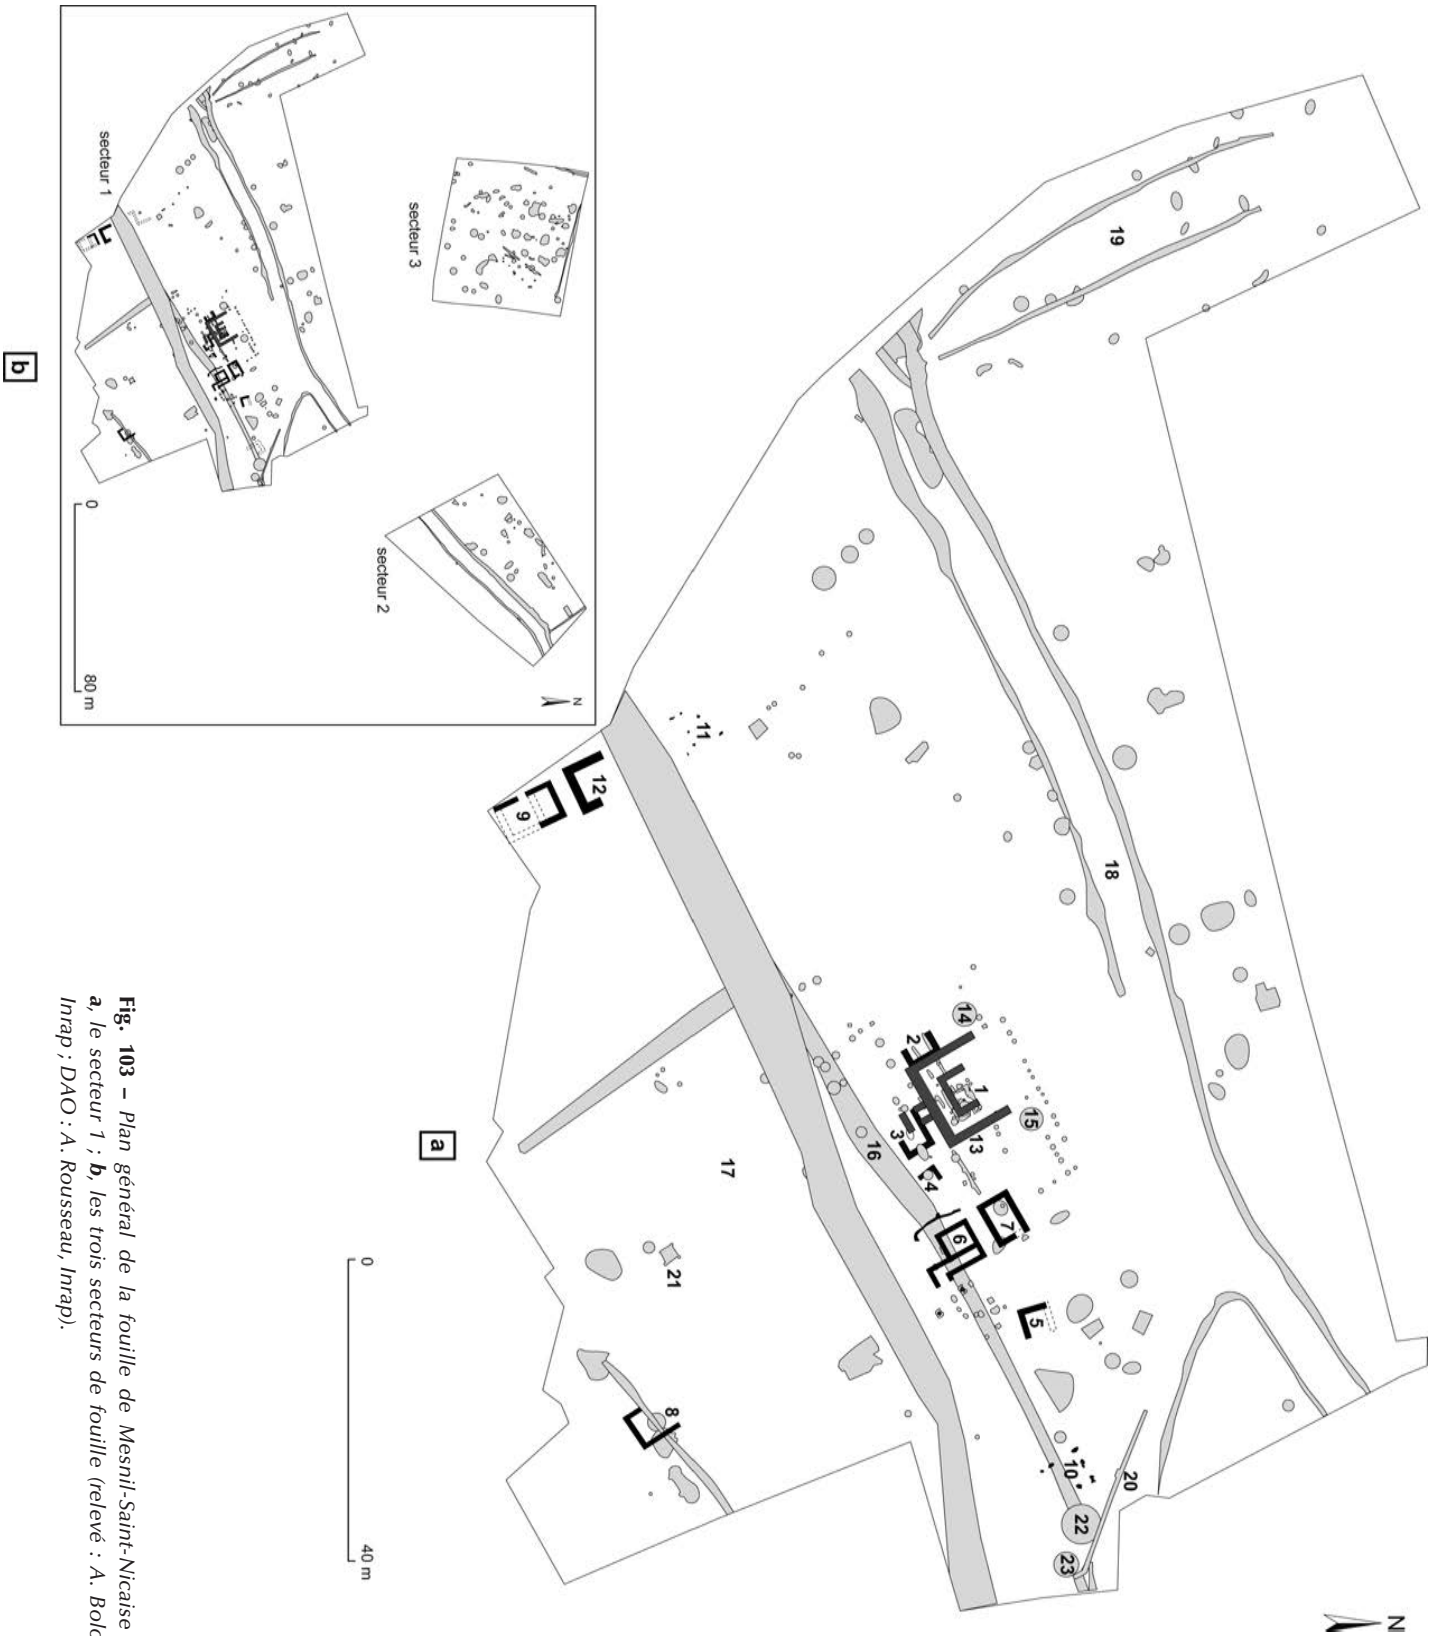 secteur 1
secteur 3
secteur 2
N
0 80 m
b
19
18
11
12
9
14
2
1
15
13
3
16
4
7
6
5
17
21
8
10
20
22
23
a
0 40 m
N
Fig. 103 – Plan général de la fouille de Mesnil-Saint-Nicaise
a, le secteur 1 ; b, les trois secteurs de fouille (relevé : A. Bolo
Inrap ; DAO : A. Rousseau, Inrap).